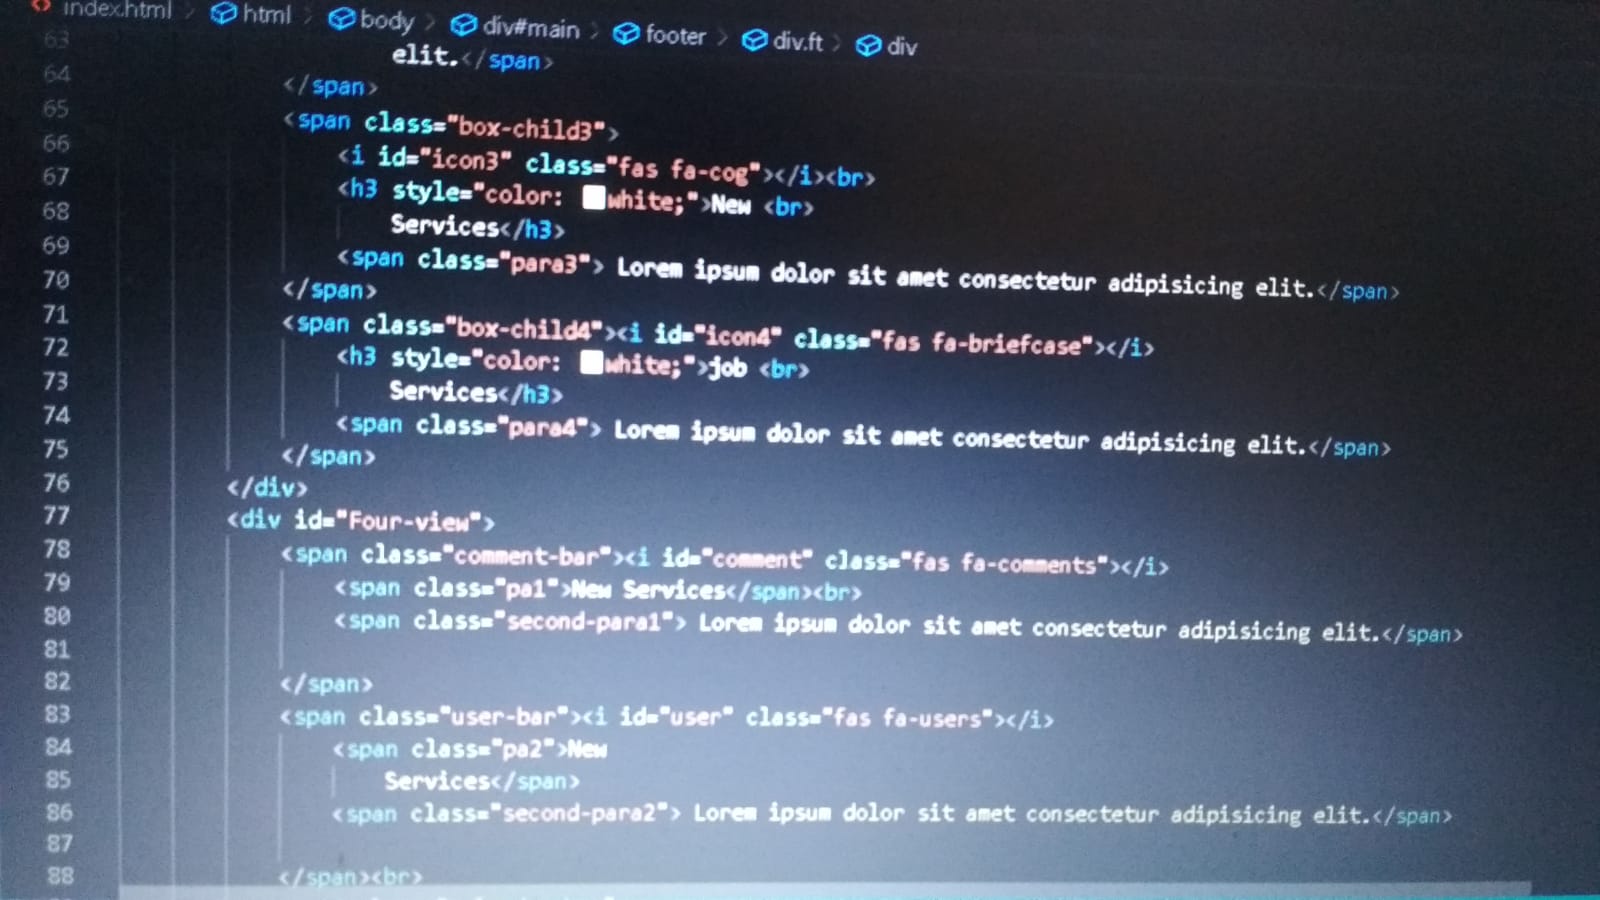 index.html > html > body > div#main > footer > div.ft > div
63 elit.</span>
64 </span>
65 <span class="box-child3">
66 <i id="icon3" class="fas fa-cog"></i><br>
67 <h3 style="color: white;">New <br>
68 Services</h3>
69 <span class="para3"> Lorem ipsum dolor sit amet consectetur adipisicing elit.</span>
70 </span>
71 <span class="box-child4"><i id="icon4" class="fas fa-briefcase"></i>
72 <h3 style="color: white;">job <br>
73 Services</h3>
74 <span class="para4"> Lorem ipsum dolor sit amet consectetur adipisicing elit.</span>
75 </span>
76 </div>
77 <div id="Four-view">
78 <span class="comment-bar"><i id="comment" class="fas fa-comments"></i>
79 <span class="pa1">New Services</span><br>
80 <span class="second-para1"> Lorem ipsum dolor sit amet consectetur adipisicing elit.</span>
81
82 </span>
83 <span class="user-bar"><i id="user" class="fas fa-users"></i>
84 <span class="pa2">New
85 Services</span>
86 <span class="second-para2"> Lorem ipsum dolor sit amet consectetur adipisicing elit.</span>
87
88 </span><br>